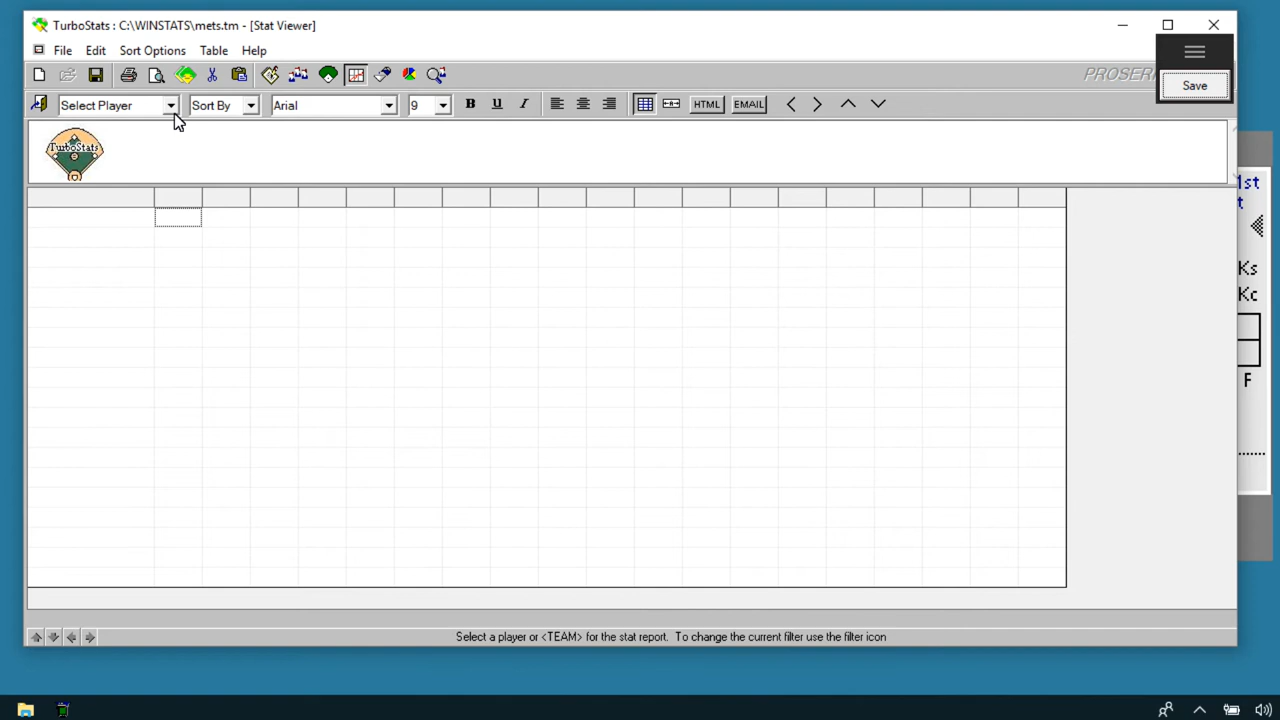 TurboStats : C:\WINSTATS\mets.tm - [Stat Viewer]
File Edit Sort Options Table Help
Save
Select Player Sort By Arial 9 B U I HTML EMAIL
TurboStats
1st
t
Ks
Kc
F
Select a player or <TEAM> for the stat report. To change the current filter use the filter icon